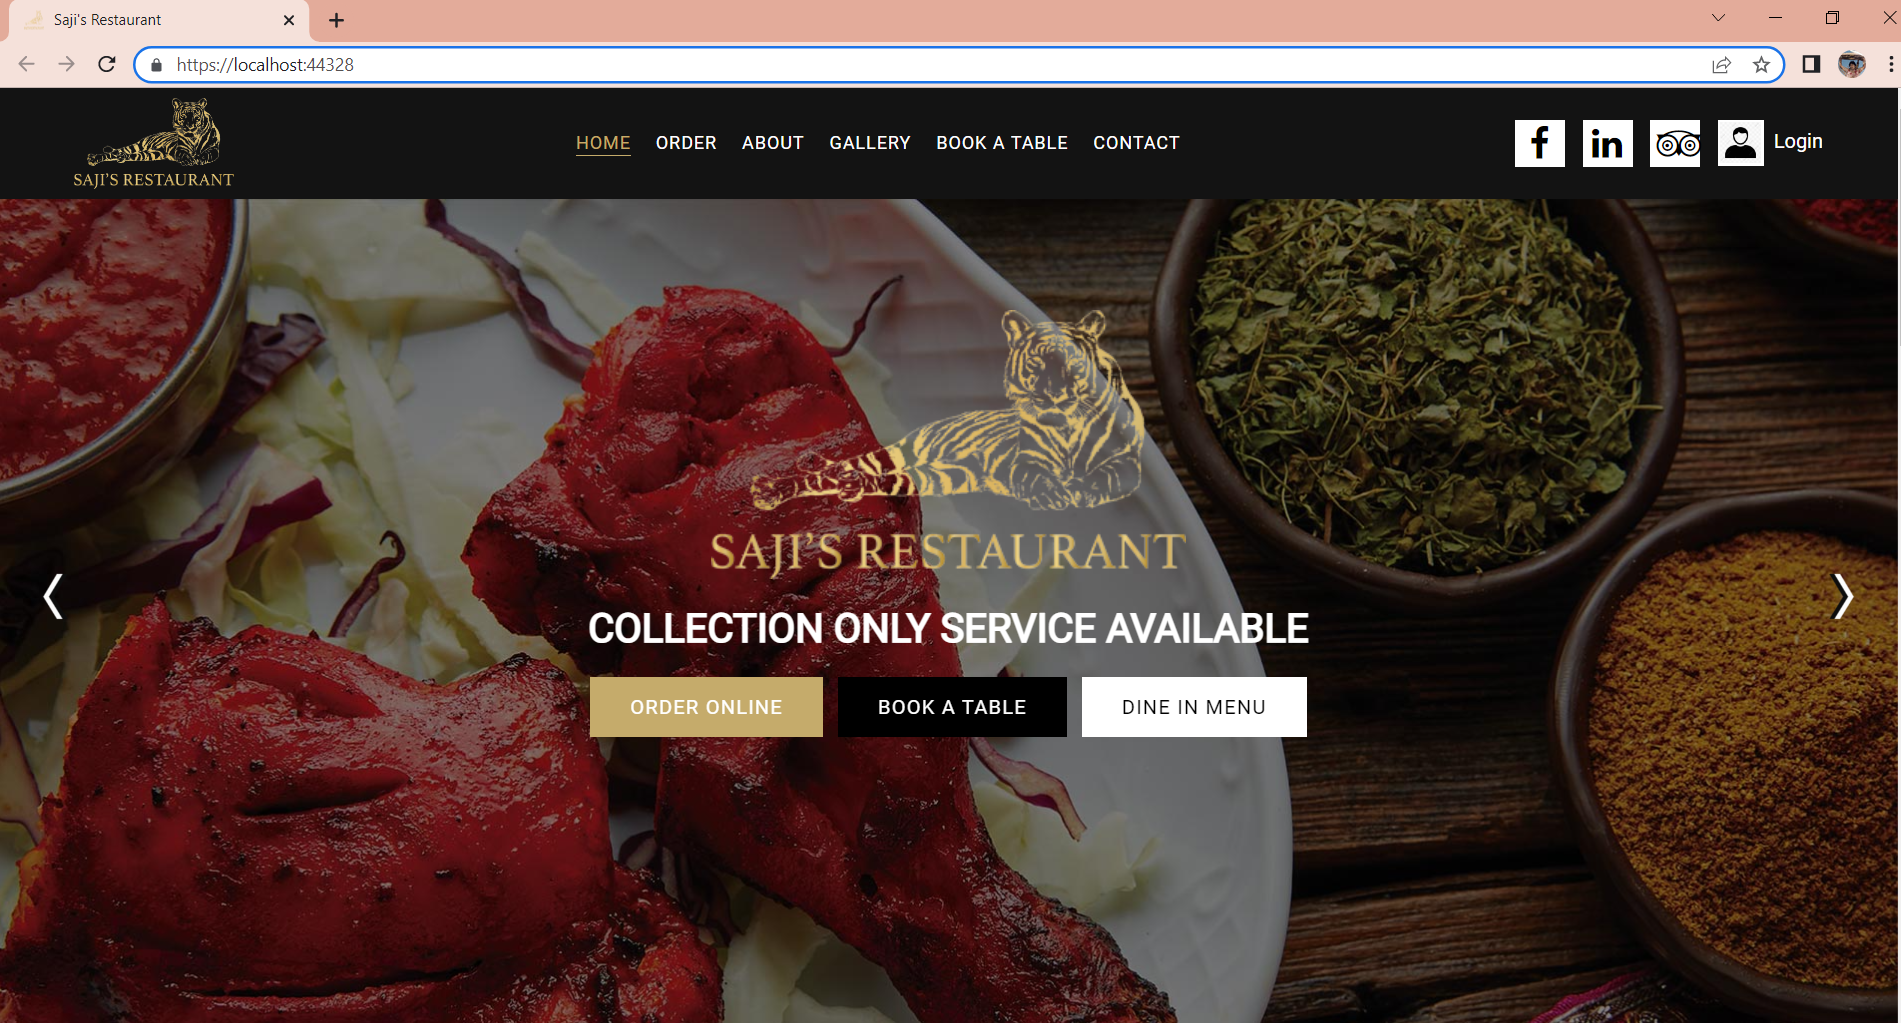 Saji's Restaurant
https://localhost:44328
SAJI'S RESTAURANT
HOME ORDER ABOUT GALLERY BOOK A TABLE CONTACT
f in Login
SAJI'S RESTAURANT
COLLECTION ONLY SERVICE AVAILABLE
ORDER ONLINE BOOK A TABLE DINE IN MENU